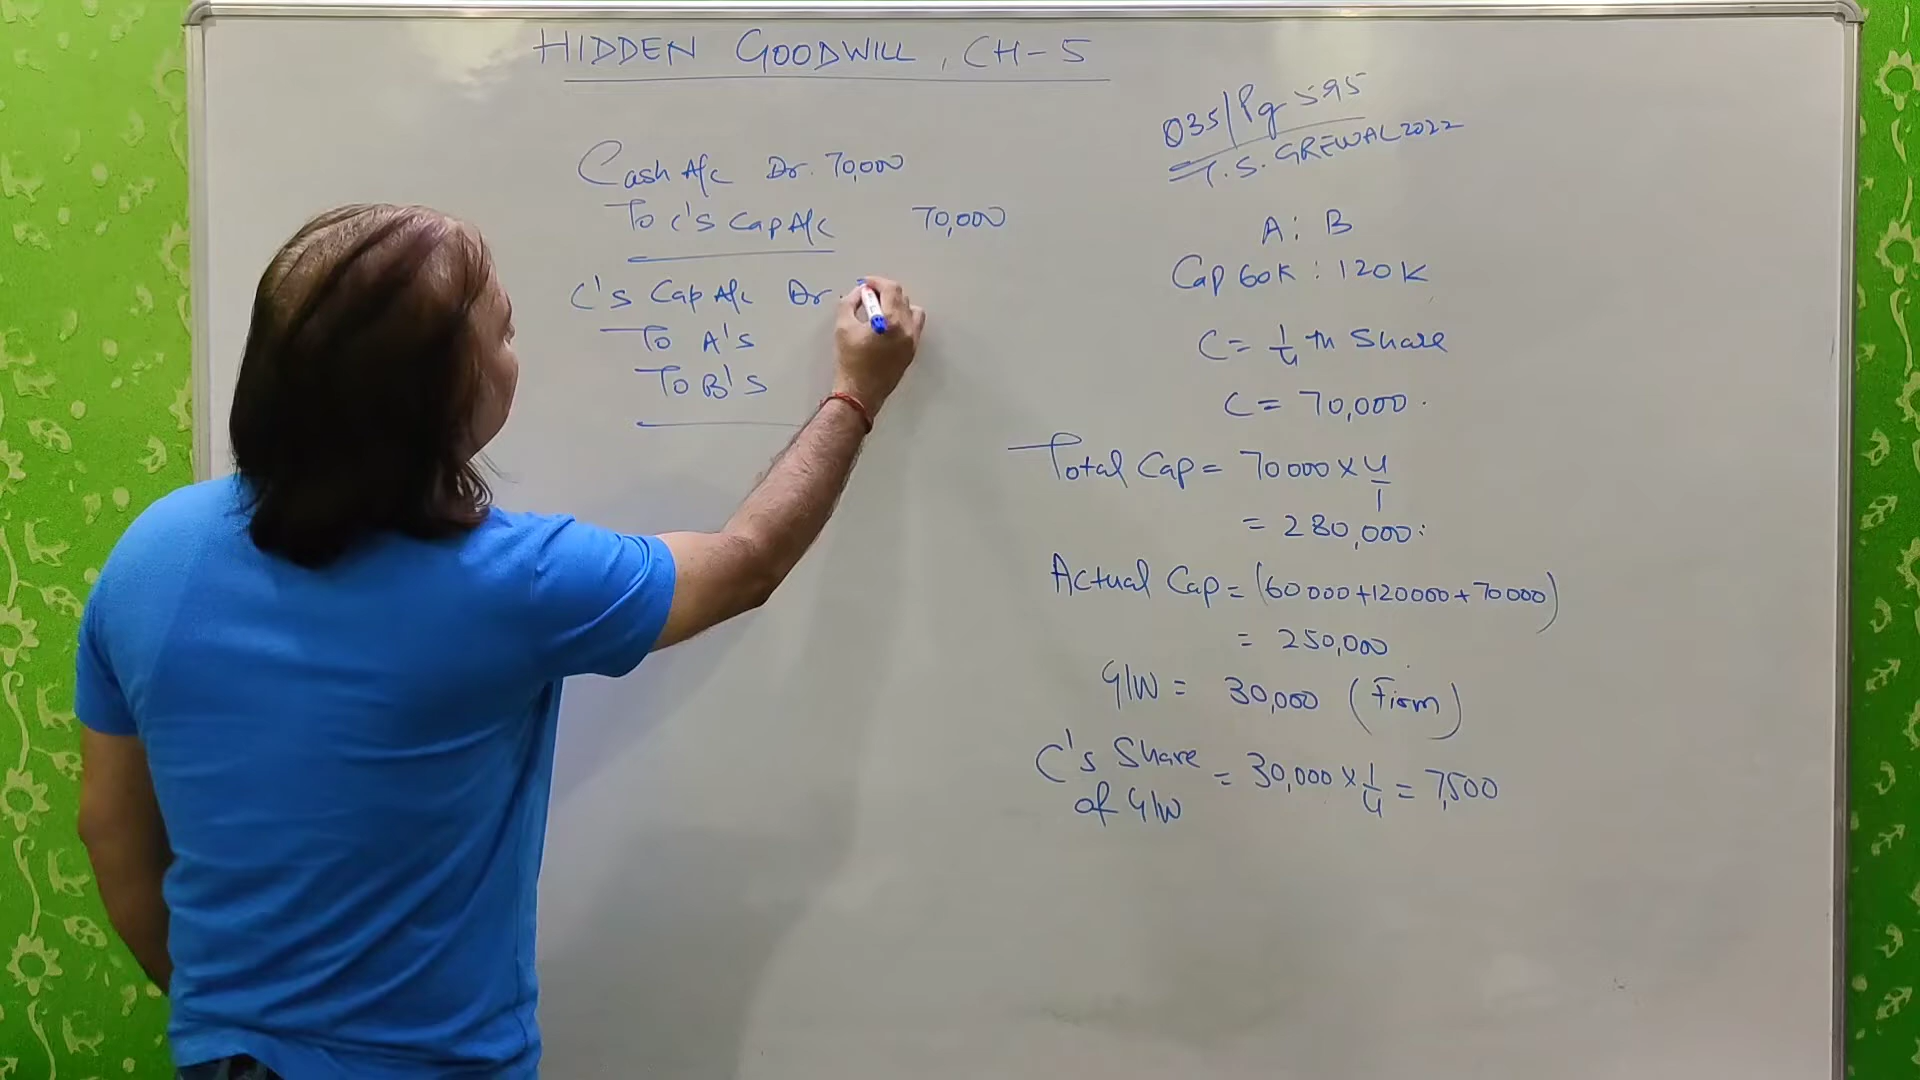 HIDDEN GOODWILL, CH-5
Cash A/c Dr. 70,000
To C's Cap A/c 70,000
C's Cap A/c Dr.
To A's
To B's
Q35/Pg 595
T.S. GREWAL 2022
A : B
Cap 60K : 120K
C = 1/4 th Share
C = 70,000.
Total Cap = 70000 x 4/1
= 280,000.
Actual Cap = (60000+120000+70000)
= 250,000
G/W = 30,000 (Firm)
C's Share of G/W = 30,000 x 1/4 = 7,500